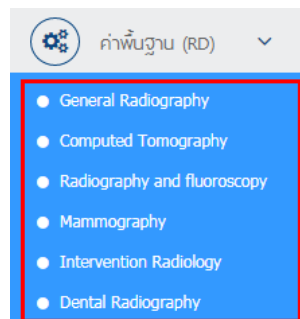 ค่าพื้นฐาน (RD)
General Radiography
Computed Tomography
Radiography and fluoroscopy
Mammography
Intervention Radiology
Dental Radiography